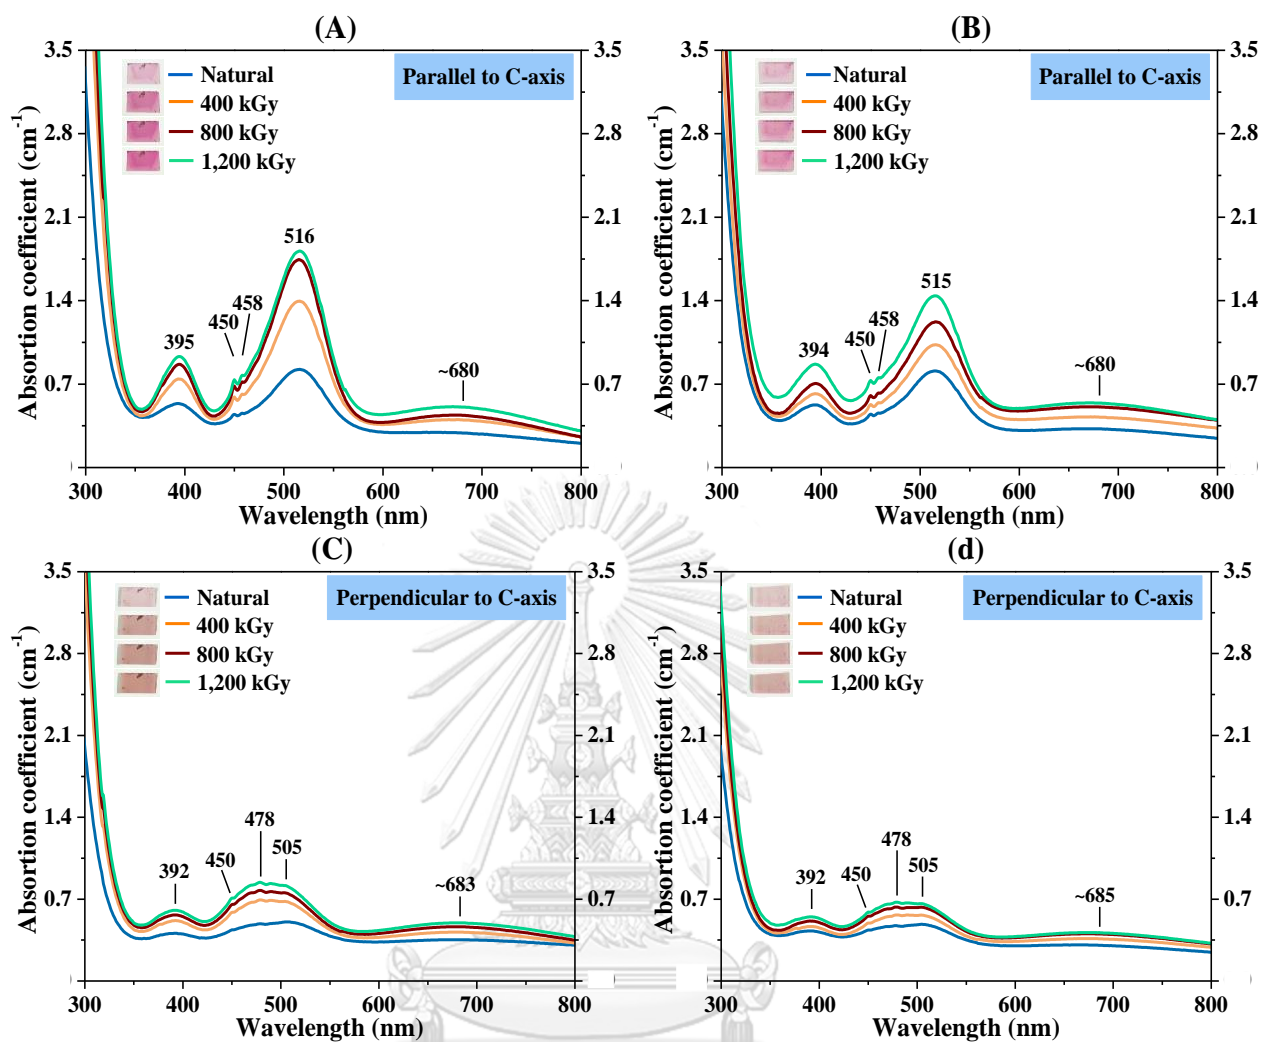 (A)
3.5
2.8
2.1
1.4
0.7
3.5
2.8
2.1
1.4
0.7
Absortion coefficient (cm-1)
Natural
400 kGy
800 kGy
1,200 kGy
Parallel to C-axis
395
450
458
516
~680
300 400 500 600 700 800
Wavelength (nm)
(B)
3.5
2.8
2.1
1.4
0.7
3.5
2.8
2.1
1.4
0.7
Absortion coefficient (cm-1)
Natural
400 kGy
800 kGy
1,200 kGy
Parallel to C-axis
394
450
458
515
~680
300 400 500 600 700 800
Wavelength (nm)
(C)
3.5
2.8
2.1
1.4
0.7
3.5
2.8
2.1
1.4
0.7
Absortion coefficient (cm-1)
Natural
400 kGy
800 kGy
1,200 kGy
Perpendicular to C-axis
392
450
478
505
~683
300 400 500 600 700 800
Wavelength (nm)
(d)
3.5
2.8
2.1
1.4
0.7
3.5
2.8
2.1
1.4
0.7
Absortion coefficient (cm-1)
Natural
400 kGy
800 kGy
1,200 kGy
Perpendicular to C-axis
392
450
478
505
~685
300 400 500 600 700 800
Wavelength (nm)